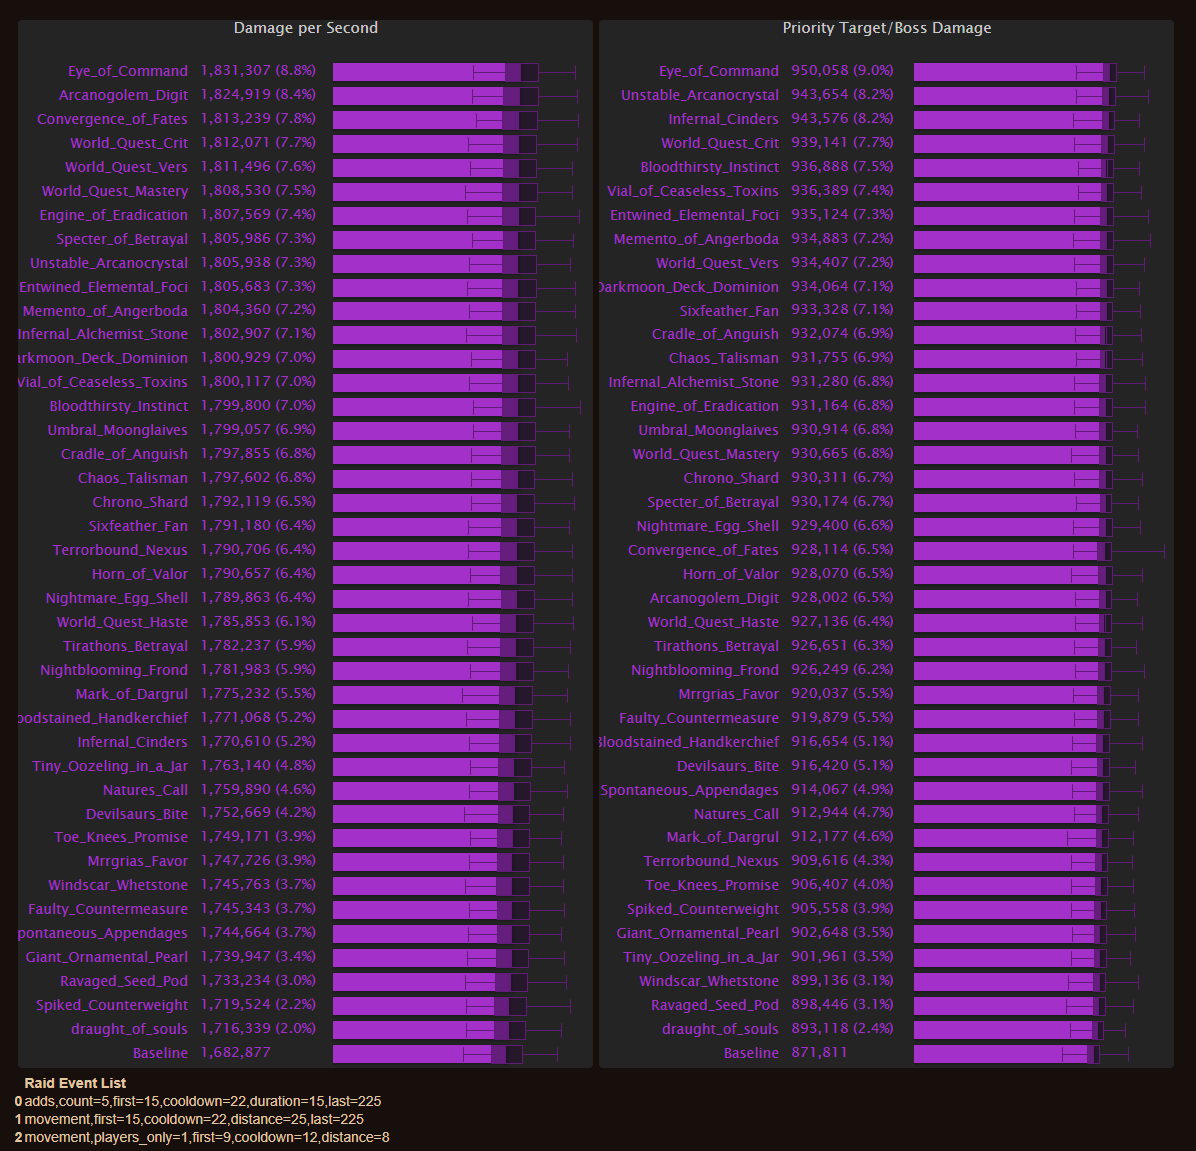 Damage per Second
Eye_of_Command 1,831,307 (8.8%)
Arcanogolem_Digit 1,824,919 (8.4%)
Convergence_of_Fates 1,813,239 (7.8%)
World_Quest_Crit 1,812,071 (7.7%)
World_Quest_Vers 1,811,496 (7.6%)
World_Quest_Mastery 1,808,530 (7.5%)
Engine_of_Eradication 1,807,569 (7.4%)
Specter_of_Betrayal 1,805,986 (7.3%)
Unstable_Arcanocrystal 1,805,938 (7.3%)
Entwined_Elemental_Foci 1,805,683 (7.3%)
Memento_of_Angerboda 1,804,360 (7.2%)
Infernal_Alchemist_Stone 1,802,907 (7.1%)
arkmoon_Deck_Dominion 1,800,929 (7.0%)
Vial_of_Ceaseless_Toxins 1,800,117 (7.0%)
Bloodthirsty_Instinct 1,799,800 (7.0%)
Umbral_Moonglaives 1,799,057 (6.9%)
Cradle_of_Anguish 1,797,855 (6.8%)
Chaos_Talisman 1,797,602 (6.8%)
Chrono_Shard 1,792,119 (6.5%)
Sixfeather_Fan 1,791,180 (6.4%)
Terrorbound_Nexus 1,790,706 (6.4%)
Horn_of_Valor 1,790,657 (6.4%)
Nightmare_Egg_Shell 1,789,863 (6.4%)
World_Quest_Haste 1,785,853 (6.1%)
Tirathons_Betrayal 1,782,237 (5.9%)
Nightblooming_Frond 1,781,983 (5.9%)
Mark_of_Dargrul 1,775,232 (5.5%)
oodstained_Handkerchief 1,771,068 (5.2%)
Infernal_Cinders 1,770,610 (5.2%)
Tiny_Oozeling_in_a_Jar 1,763,140 (4.8%)
Natures_Call 1,759,890 (4.6%)
Devilsaurs_Bite 1,752,669 (4.2%)
Toe_Knees_Promise 1,749,171 (3.9%)
Mrrgrias_Favor 1,747,726 (3.9%)
Windscar_Whetstone 1,745,763 (3.7%)
Faulty_Countermeasure 1,745,343 (3.7%)
pontaneous_Appendages 1,744,664 (3.7%)
Giant_Ornamental_Pearl 1,739,947 (3.4%)
Ravaged_Seed_Pod 1,733,234 (3.0%)
Spiked_Counterweight 1,719,524 (2.2%)
draught_of_souls 1,716,339 (2.0%)
Baseline 1,682,877
Priority Target/Boss Damage
Eye_of_Command 950,058 (9.0%)
Unstable_Arcanocrystal 943,654 (8.2%)
Infernal_Cinders 943,576 (8.2%)
World_Quest_Crit 939,141 (7.7%)
Bloodthirsty_Instinct 936,888 (7.5%)
Vial_of_Ceaseless_Toxins 936,389 (7.4%)
Entwined_Elemental_Foci 935,124 (7.3%)
Memento_of_Angerboda 934,883 (7.2%)
World_Quest_Vers 934,407 (7.2%)
Darkmoon_Deck_Dominion 934,064 (7.1%)
Sixfeather_Fan 933,328 (7.1%)
Cradle_of_Anguish 932,074 (6.9%)
Chaos_Talisman 931,755 (6.9%)
Infernal_Alchemist_Stone 931,280 (6.8%)
Engine_of_Eradication 931,164 (6.8%)
Umbral_Moonglaives 930,914 (6.8%)
World_Quest_Mastery 930,665 (6.8%)
Chrono_Shard 930,311 (6.7%)
Specter_of_Betrayal 930,174 (6.7%)
Nightmare_Egg_Shell 929,400 (6.6%)
Convergence_of_Fates 928,114 (6.5%)
Horn_of_Valor 928,070 (6.5%)
Arcanogolem_Digit 928,002 (6.5%)
World_Quest_Haste 927,136 (6.4%)
Tirathons_Betrayal 926,651 (6.3%)
Nightblooming_Frond 926,249 (6.2%)
Mrrgrias_Favor 920,037 (5.5%)
Faulty_Countermeasure 919,879 (5.5%)
Bloodstained_Handkerchief 916,654 (5.1%)
Devilsaurs_Bite 916,420 (5.1%)
Spontaneous_Appendages 914,067 (4.9%)
Natures_Call 912,944 (4.7%)
Mark_of_Dargrul 912,177 (4.6%)
Terrorbound_Nexus 909,616 (4.3%)
Toe_Knees_Promise 906,407 (4.0%)
Spiked_Counterweight 905,558 (3.9%)
Giant_Ornamental_Pearl 902,648 (3.5%)
Tiny_Oozeling_in_a_Jar 901,961 (3.5%)
Windscar_Whetstone 899,136 (3.1%)
Ravaged_Seed_Pod 898,446 (3.1%)
draught_of_souls 893,118 (2.4%)
Baseline 871,811
Raid Event List
0 adds,count=5,first=15,cooldown=22,duration=15,last=225
1 movement,first=15,cooldown=22,distance=25,last=225
2 movement,players_only=1,first=9,cooldown=12,distance=8